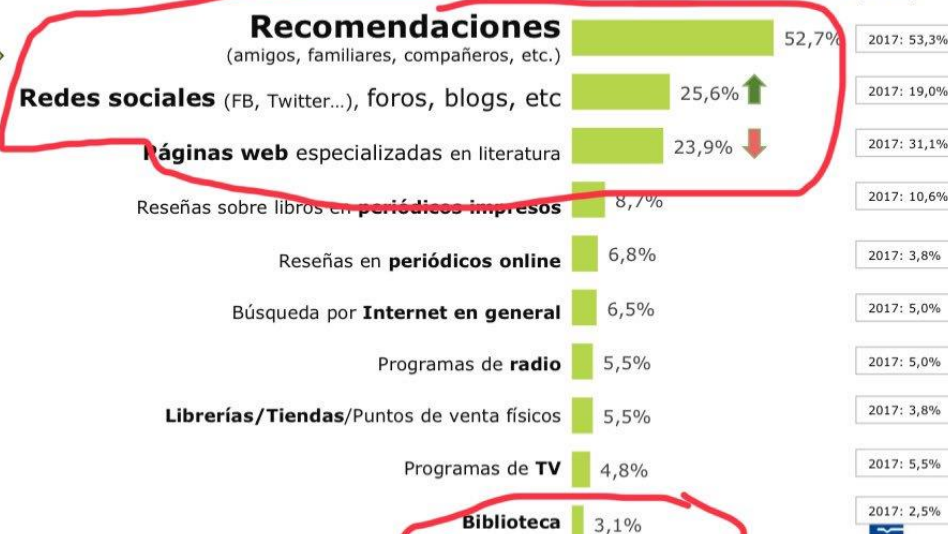 Recomendaciones
52,7%
2017: 53,3%
(amigos, familiares, compañeros, etc.)
Redes sociales (FB, Twitter...), foros, blogs, etc
25,6%
2017: 19,0%
Páginas web especializadas en literatura
23,9%
2017: 31,1%
Reseñas sobre libros en periódicos impresos
8,7%
2017: 10,6%
Reseñas en periódicos online
6,8%
2017: 3,8%
Búsqueda por Internet en general
6,5%
2017: 5,0%
Programas de radio
5,5%
2017: 5,0%
Librerías/Tiendas/Puntos de venta físicos
5,5%
2017: 3,8%
Programas de TV
4,8%
2017: 5,5%
Biblioteca
3,1%
2017: 2,5%